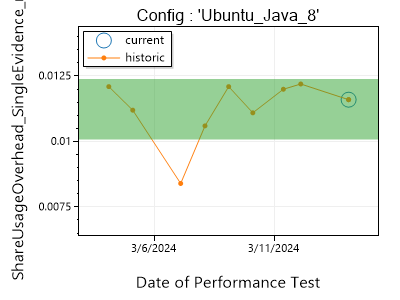 Config : 'Ubuntu_Java_8'
current
historic
ShareUsageOverhead_SingleEvidence_
0.0125
0.01
0.0075
3/6/2024
3/11/2024
Date of Performance Test